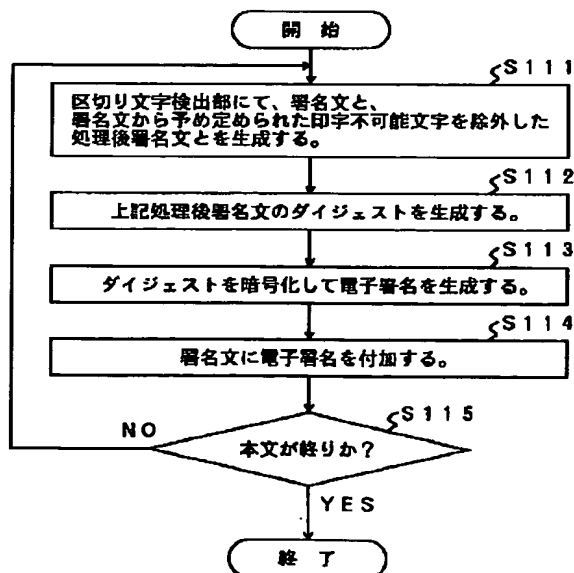 開 始
S111
区切り文字検出部にて、署名文と、
署名文から予め定められた印字不可能文字を除外した
処理後署名文とを生成する。
S112
上記処理後署名文のダイジェストを生成する。
S113
ダイジェストを暗号化して電子署名を生成する。
S114
署名文に電子署名を付加する。
S115
NO
本文が終りか?
YES
終 了